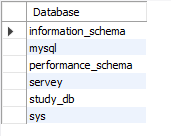 Database
information_schema
mysql
performance_schema
servey
study_db
sys